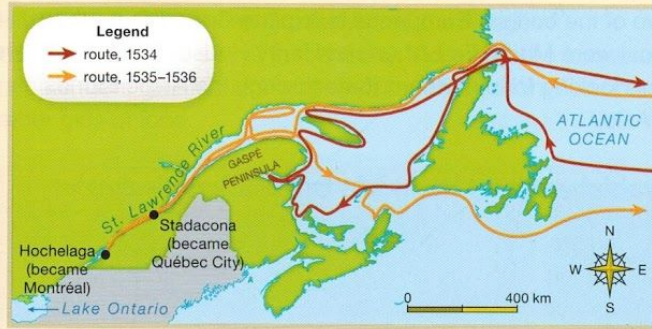 Legend
route, 1534
route, 1535–1536
ATLANTIC
OCEAN
GASPÉ
PENINSULA
St. Lawrence River
Stadacona
(became
Québec City)
Hochelaga
(became
Montréal)
Lake Ontario
N
W
E
S
0
400 km